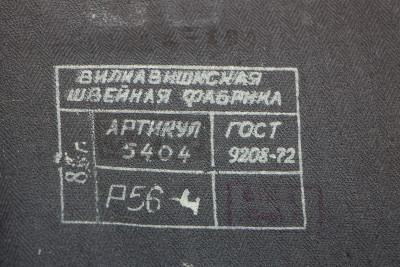 ВИЛКАВИШКСКАЯ
ШВЕЙНАЯ ФАБРИКА
АРТИКУЛ
5404
ГОСТ
9208-72
Р56-4